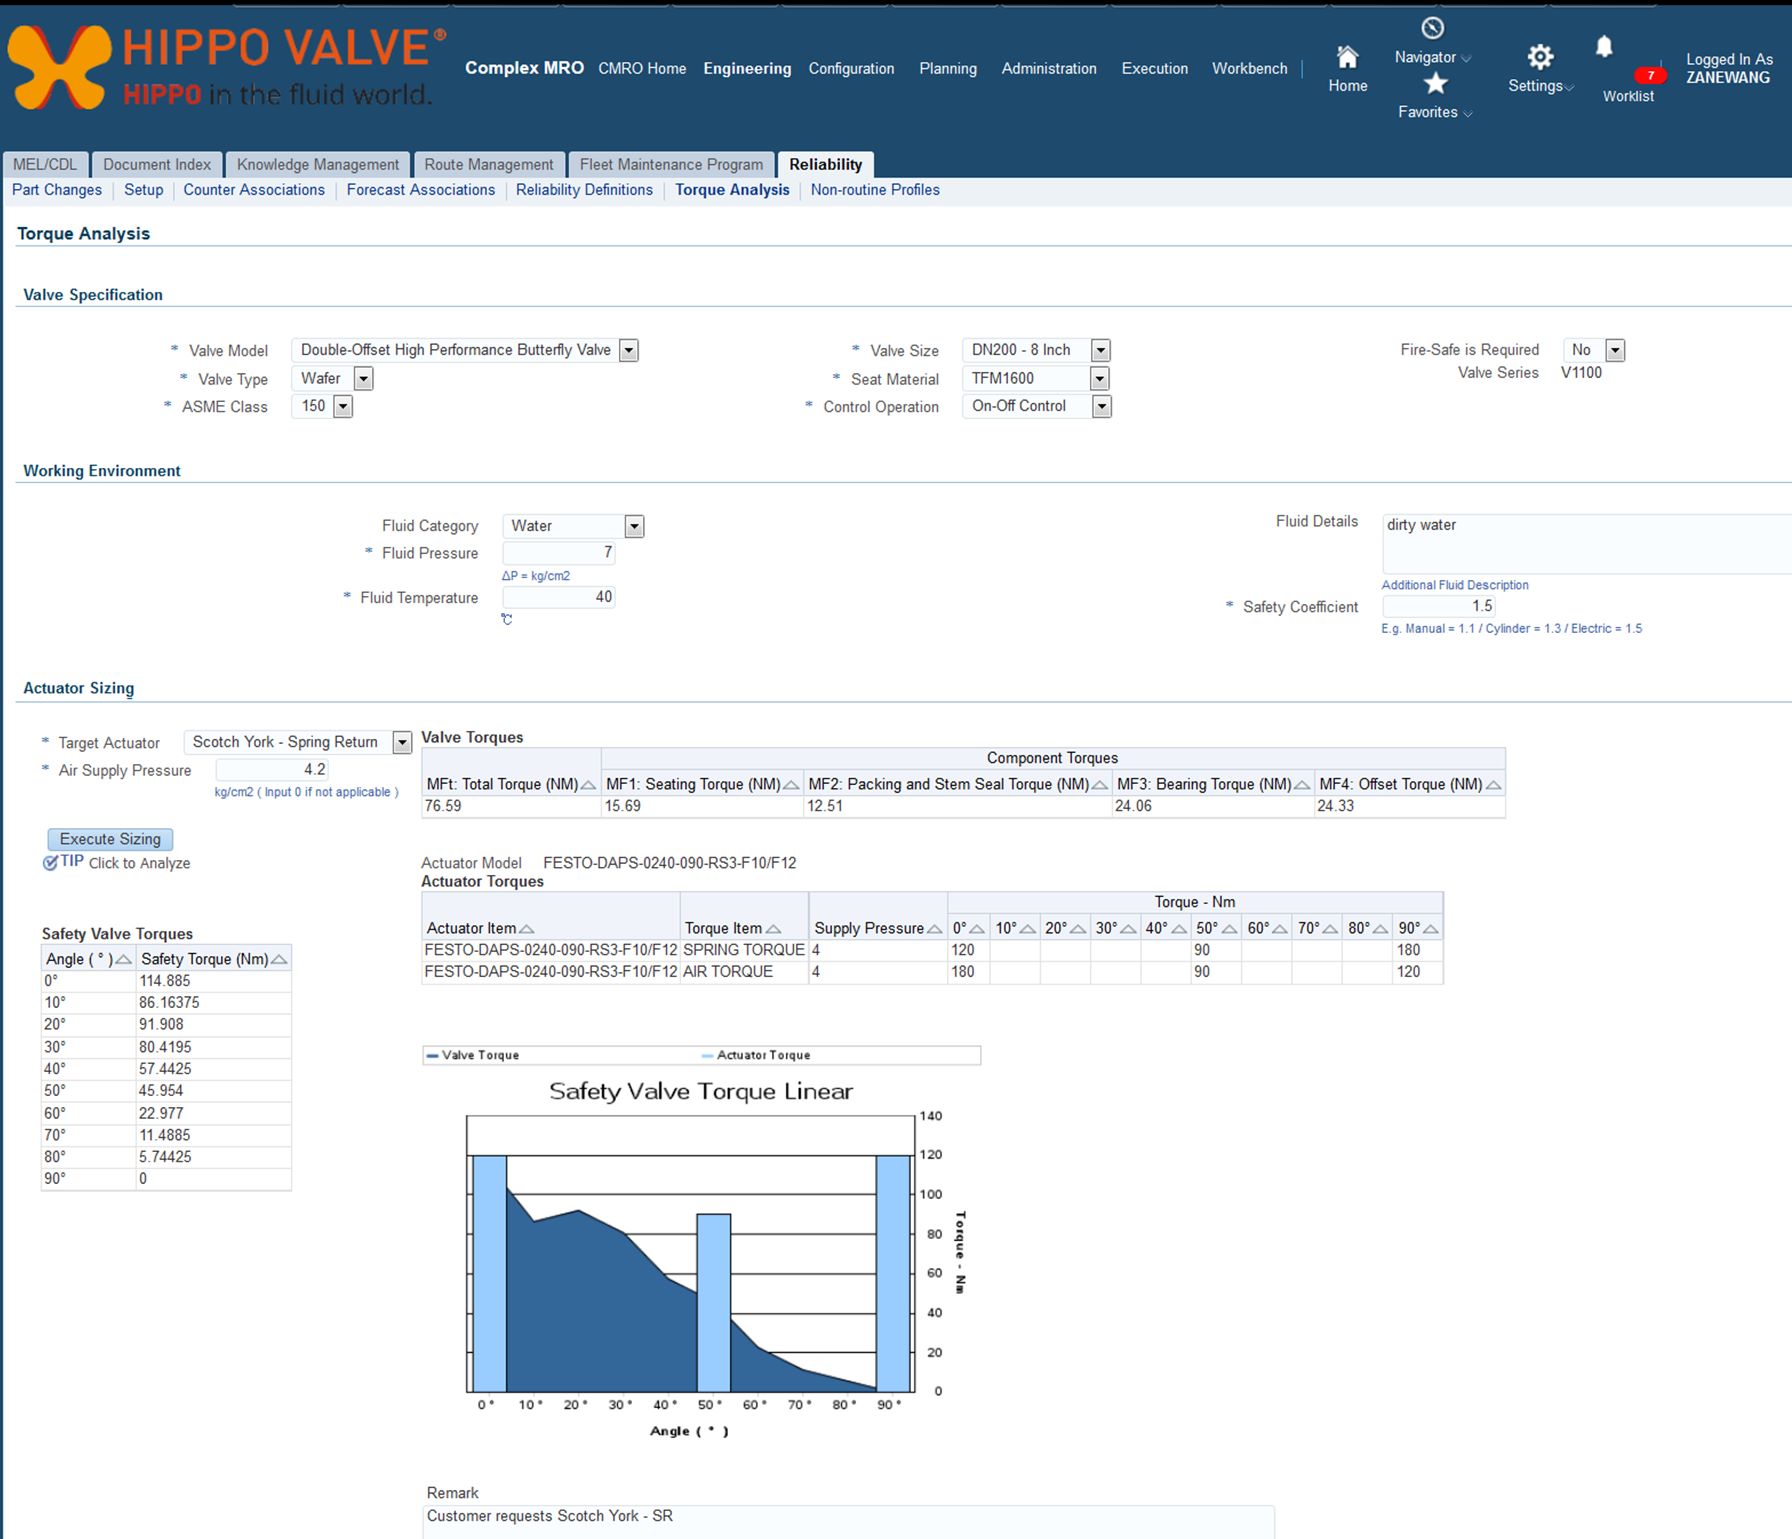 HIPPO VALVE®
HIPPO in the fluid world.
Complex MRO CMRO Home Engineering Configuration Planning Administration Execution Workbench
Home
Navigator
Favorites
Settings
7
Worklist
Logged In As
ZANEWANG
MEL/CDL Document Index Knowledge Management Route Management Fleet Maintenance Program Reliability
Part Changes Setup Counter Associations Forecast Associations Reliability Definitions Torque Analysis Non-routine Profiles
Torque Analysis
Valve Specification
* Valve Model Double-Offset High Performance Butterfly Valve * Valve Size DN200 - 8 Inch Fire-Safe is Required No
* Valve Type Wafer * Seat Material TFM1600 Valve Series V1100
* ASME Class 150 * Control Operation On-Off Control
Working Environment
Fluid Category Water Fluid Details dirty water
* Fluid Pressure 7
ΔP = kg/cm2 Additional Fluid Description
* Fluid Temperature 40 * Safety Coefficient 1.5
℃ E.g. Manual = 1.1 / Cylinder = 1.3 / Electric = 1.5
Actuator Sizing
* Target Actuator Scotch York - Spring Return
* Air Supply Pressure 4.2
kg/cm2 ( Input 0 if not applicable )
Execute Sizing
TIP Click to Analyze
Valve Torques
Component Torques
MFt: Total Torque (NM) MF1: Seating Torque (NM) MF2: Packing and Stem Seal Torque (NM) MF3: Bearing Torque (NM) MF4: Offset Torque (NM)
76.59 15.69 12.51 24.06 24.33
Actuator Model FESTO-DAPS-0240-090-RS3-F10/F12
Actuator Torques
Torque - Nm
Actuator Item Torque Item Supply Pressure 0° 10° 20° 30° 40° 50° 60° 70° 80° 90°
FESTO-DAPS-0240-090-RS3-F10/F12 SPRING TORQUE 4 120 90 180
FESTO-DAPS-0240-090-RS3-F10/F12 AIR TORQUE 4 180 90 120
Safety Valve Torques
Angle ( ° ) Safety Torque (Nm)
0° 114.885
10° 86.16375
20° 91.908
30° 80.4195
40° 57.4425
50° 45.954
60° 22.977
70° 11.4885
80° 5.74425
90° 0
Valve Torque Actuator Torque
Safety Valve Torque Linear
140
120
100
80
60
40
20
0
Torque - Nm
0° 10° 20° 30° 40° 50° 60° 70° 80° 90°
Angle ( ° )
Remark
Customer requests Scotch York - SR